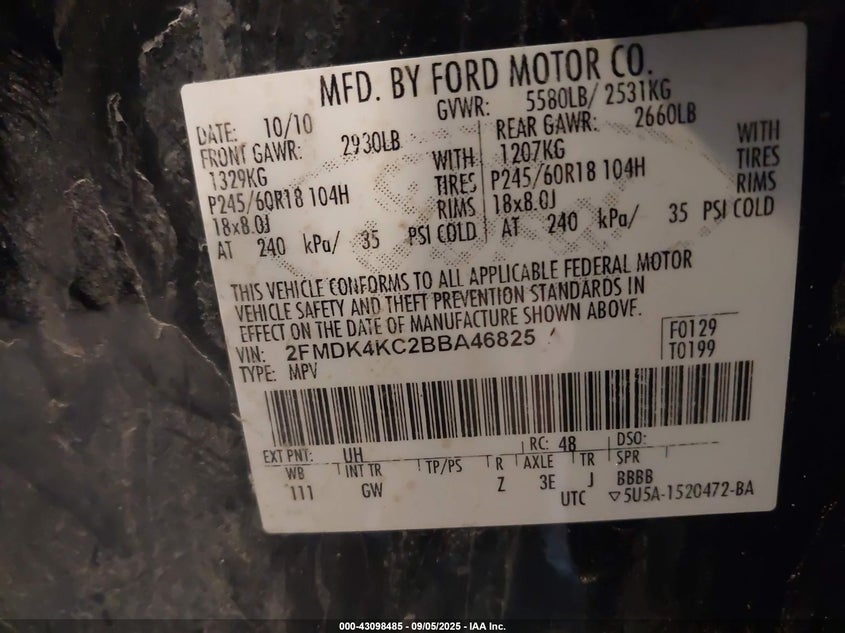 MFD. BY FORD MOTOR CO.
DATE: 10/10 GVWR: 5580LB/ 2531KG
FRONT GAWR: 2930LB REAR GAWR: 2660LB
1329KG WITH 1207KG WITH
P245/60R18 104H TIRES P245/60R18 104H TIRES
18x8.0J RIMS 18x8.0J RIMS
AT 240 kPa/ 35 PSI COLD AT 240 kPa/ 35 PSI COLD
THIS VEHICLE CONFORMS TO ALL APPLICABLE FEDERAL MOTOR
VEHICLE SAFETY AND THEFT PREVENTION STANDARDS IN
EFFECT ON THE DATE OF MANUFACTURE SHOWN ABOVE.
VIN: 2FMDK4KC2BBA46825 F0129
TYPE: MPV T0199
EXT PNT: UH RC: 48 DSO:
WB INT TR TP/PS R AXLE TR SPR
111 GW Z 3E J BBBB
UTC ▽5U5A-1520472-BA
000-43098485 - 09/05/2025 - IAA Inc.